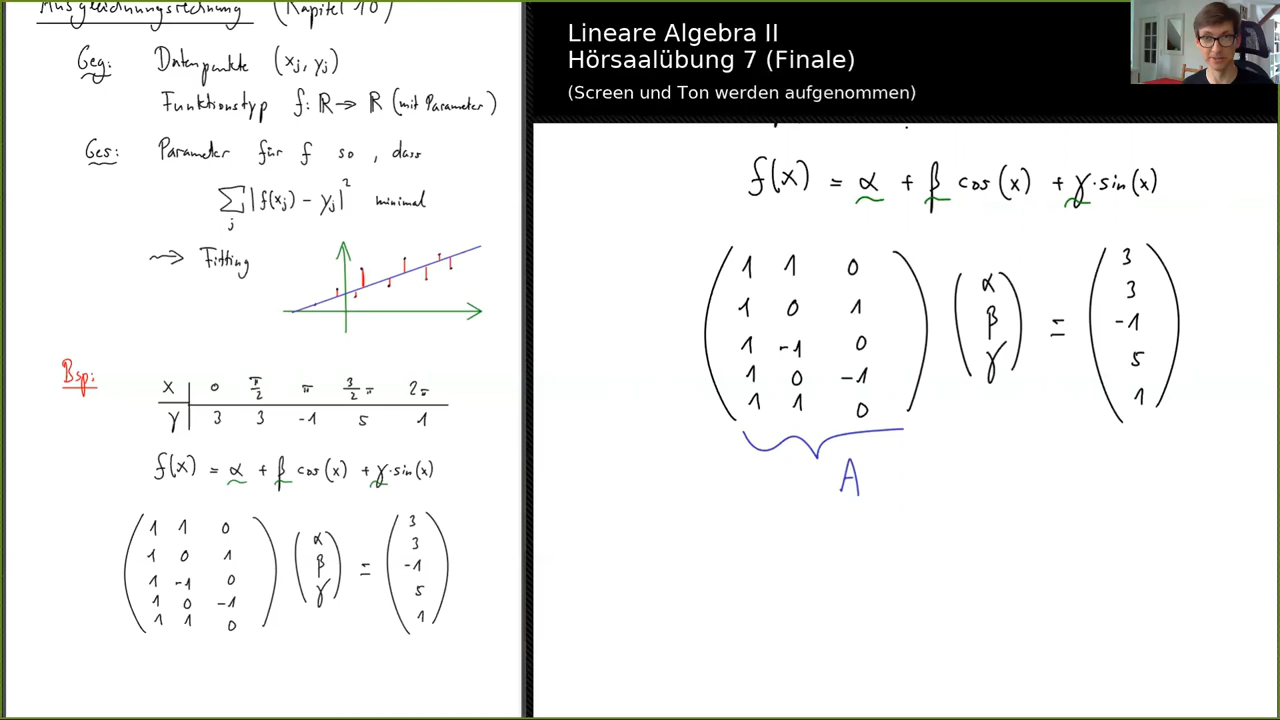 Ausgleichungsrechnung (Kapitel 10)
Geg: Datenpunkte (xj, yj)
Funktionstyp f: ℝ → ℝ (mit Parameter)
Ges: Parameter für f so, dass
∑j |f(xj) - yj|² minimal
⇝ Fitting
Bsp:
x | 0 π/2 π 3/2 π 2π
y | 3 3 -1 5 1
f(x) = α + β cos(x) + γ·sin(x)
1 1 0 α 3
1 0 1 β 3
1 -1 0 γ = -1
1 0 -1 5
1 1 0 1
Lineare Algebra II
Hörsaalübung 7 (Finale)
(Screen und Ton werden aufgenommen)
f(x) = α + β cos(x) + γ·sin(x)
1 1 0 α 3
1 0 1 β 3
1 -1 0 γ = -1
1 0 -1 5
1 1 0 1
A